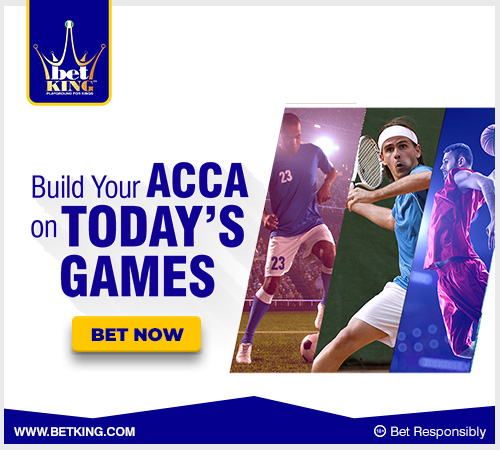 bet
KING
PLAYGROUND FOR KINGS
Build Your ACCA
on TODAY'S
GAMES
BET NOW
23
23
WWW.BETKING.COM
18+ Bet Responsibly